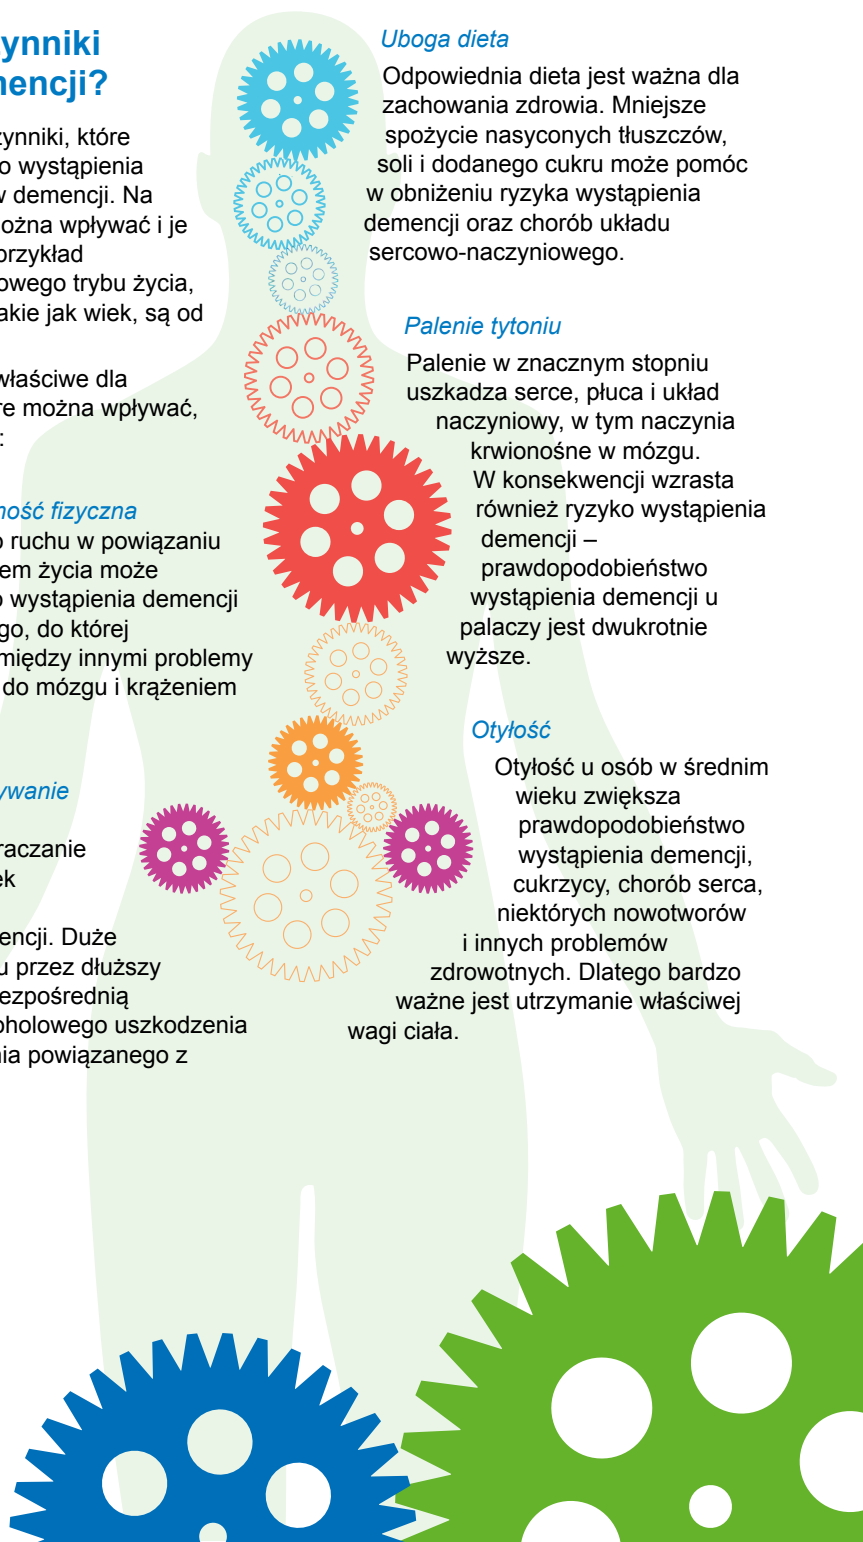 ynniki
nencji?
zynniki, które
o wystąpienia
w demencji. Na
ożna wpływać i je
przykład
owego trybu życia,
akie jak wiek, są od
właściwe dla
re można wpływać,
:
ność fizyczna
o ruchu w powiązaniu
em życia może
o wystąpienia demencji
go, do której
między innymi problemy
do mózgu i krążeniem
ywanie
raczanie
ek
encji. Duże
u przez dłuższy
ezpośrednią
oholowego uszkodzenia
nia powiązanego z
Uboga dieta
Odpowiednia dieta jest ważna dla
zachowania zdrowia. Mniejsze
spożycie nasyconych tłuszczów,
soli i dodanego cukru może pomóc
w obniżeniu ryzyka wystąpienia
demencji oraz chorób układu
sercowo-naczyniowego.
Palenie tytoniu
Palenie w znacznym stopniu
uszkadza serce, płuca i układ
naczyniowy, w tym naczynia
krwionośne w mózgu.
W konsekwencji wzrasta
również ryzyko wystąpienia
demencji –
prawdopodobieństwo
wystąpienia demencji u
palaczy jest dwukrotnie
wyższe.
Otyłość
Otyłość u osób w średnim
wieku zwiększa
prawdopodobieństwo
wystąpienia demencji,
cukrzycy, chorób serca,
niektórych nowotworów
i innych problemów
zdrowotnych. Dlatego bardzo
ważne jest utrzymanie właściwej
wagi ciała.